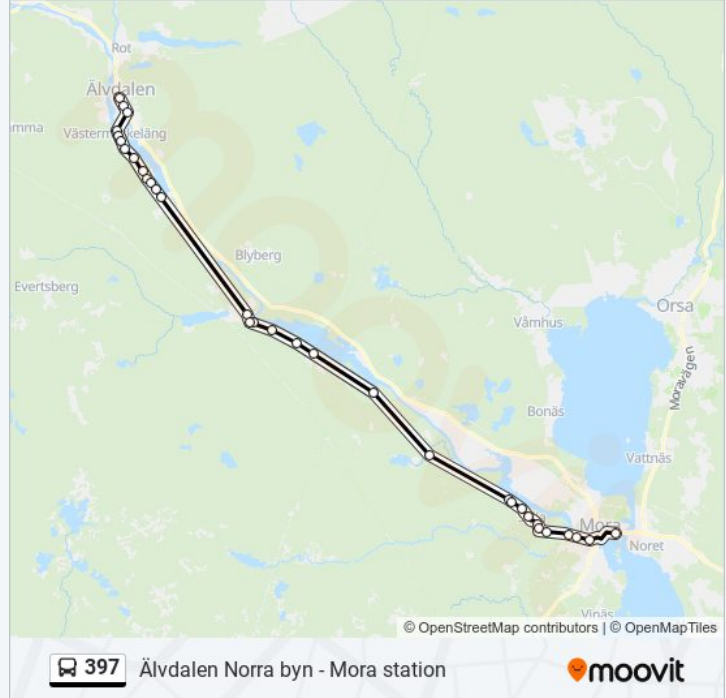 Rot
Älvdalen
amma
Blyberg
Evertsberg
Orsa
Våmhus
Moravägen
Bonäs
Vattnäs
Mora
Noret
Vinäs
© OpenStreetMap contributors | © OpenMapTiles
397
Älvdalen Norra byn - Mora station
moovit